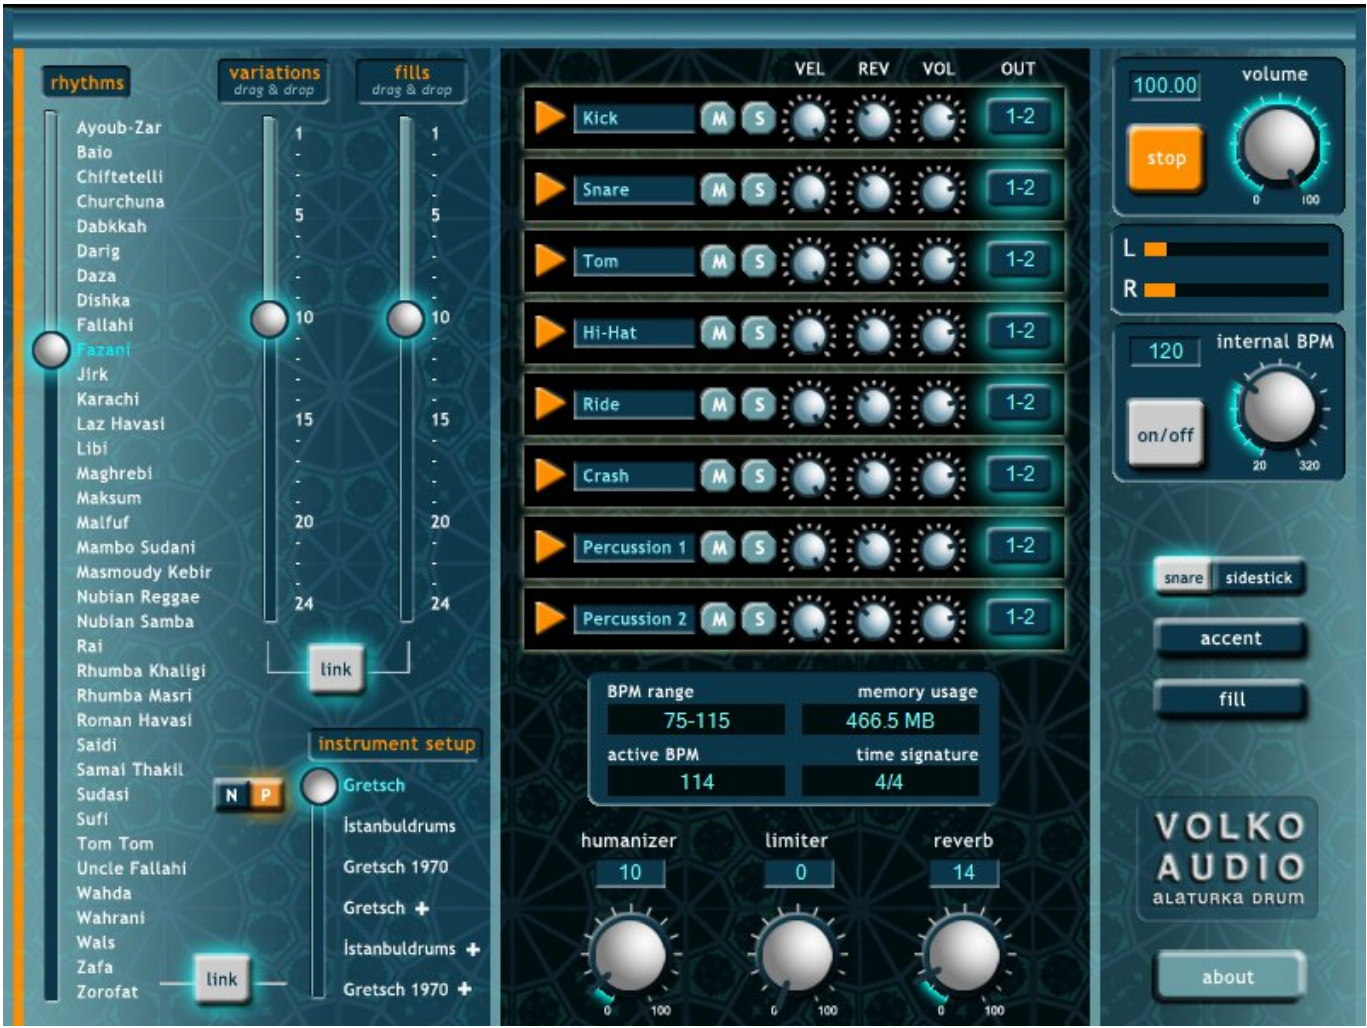 rhythms
Ayoub-Zar
Baio
Chiftetelli
Churchuna
Dabkkah
Darig
Daza
Dishka
Fallahi
Fazani
Jirk
Karachi
Laz Havasi
Libi
Maghrebi
Maksum
Malfuf
Mambo Sudani
Masmoudy Kebir
Nubian Reggae
Nubian Samba
Rai
Rhumba Khaligi
Rhumba Masri
Roman Havasi
Saidi
Samai Thakil
Sudasi
Sufi
Tom Tom
Uncle Fallahi
Wahda
Wahrani
Wals
Zafa
Zorofat
variations
drag & drop
1
5
10
15
20
24
fills
drag & drop
1
5
10
15
20
24
link
instrument setup
N P
Gretsch
İstanbuldrums
Gretsch 1970
Gretsch +
İstanbuldrums +
Gretsch 1970 +
link
VEL REV VOL OUT
Kick M S 1-2
Snare M S 1-2
Tom M S 1-2
Hi-Hat M S 1-2
Ride M S 1-2
Crash M S 1-2
Percussion 1 M S 1-2
Percussion 2 M S 1-2
BPM range memory usage
75-115 466.5 MB
active BPM time signature
114 4/4
humanizer limiter reverb
10 0 14
0 100 0 100 0 100
volume
100.00
stop
0 100
L
R
internal BPM
120
on/off
20 320
snare sidestick
accent
fill
VOLKO
AUDIO
ALATURKA DRUM
about